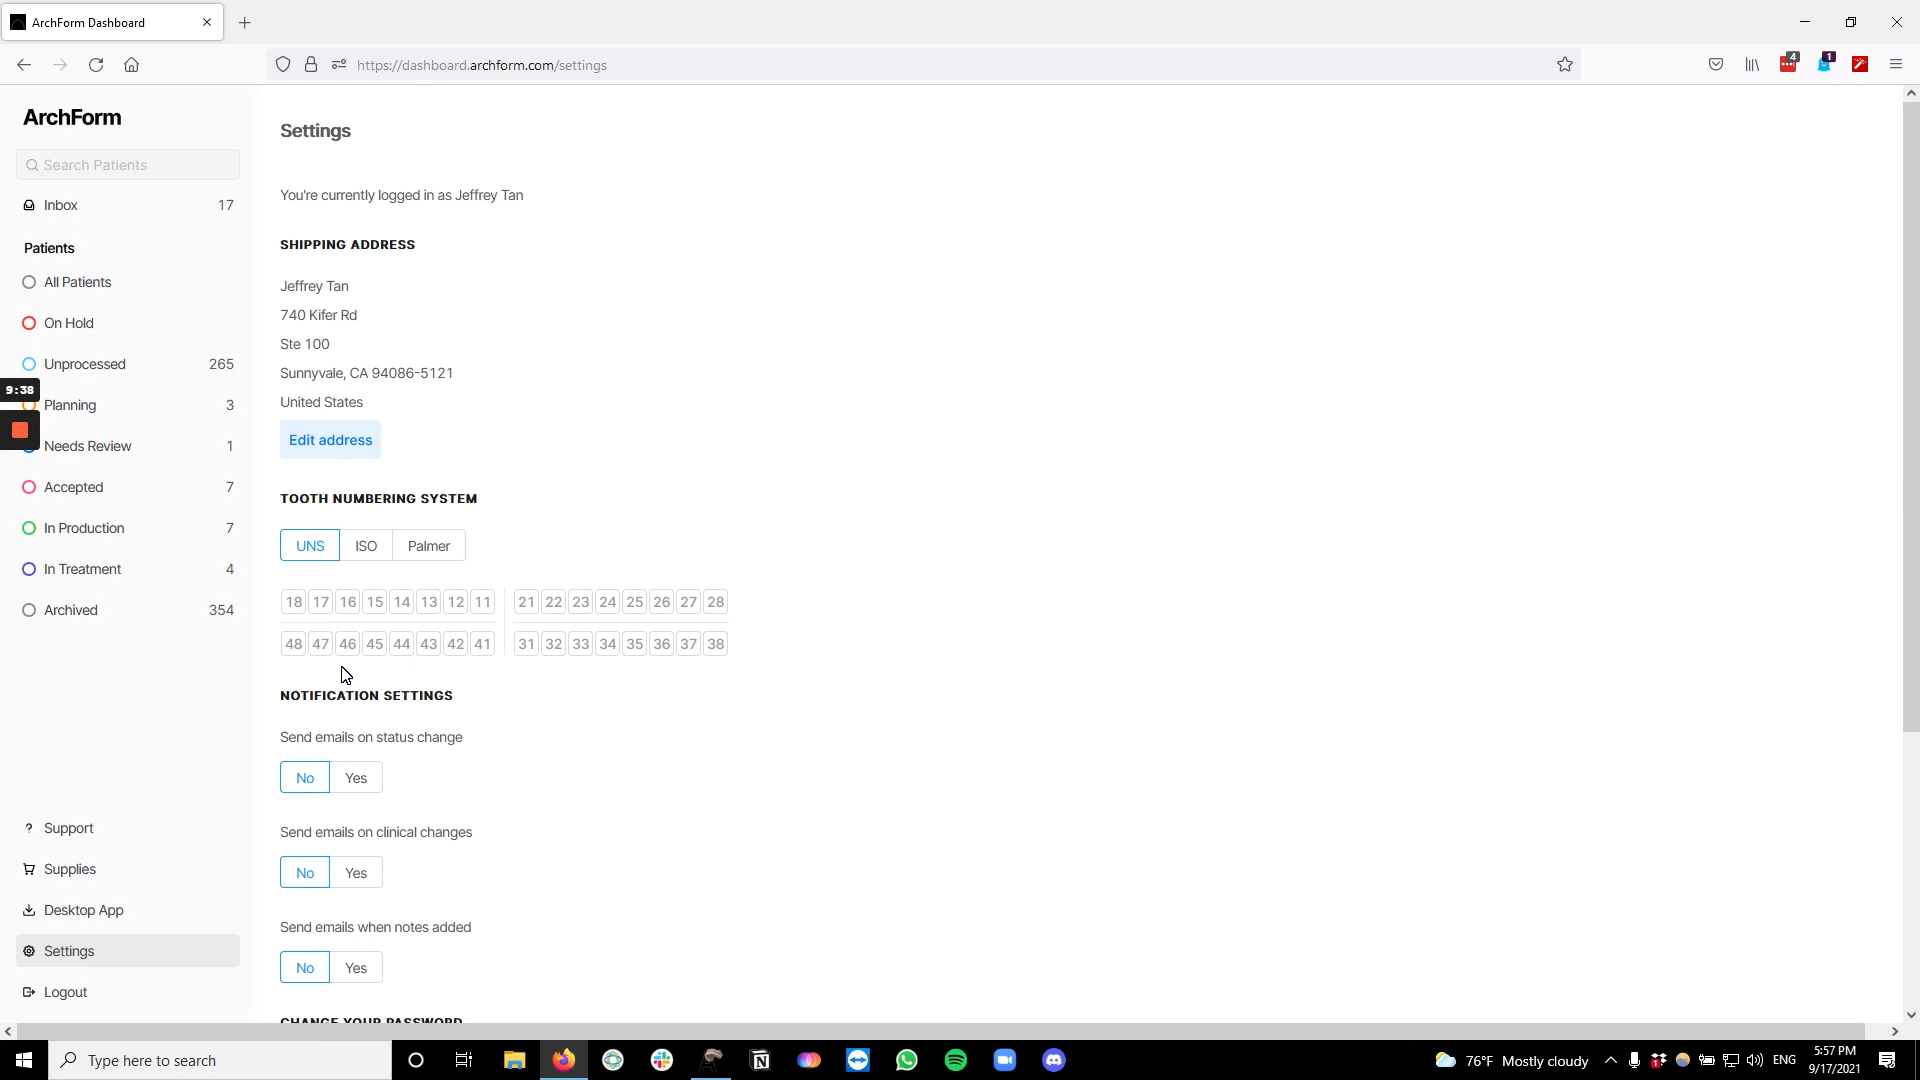 ArchForm Dashboard
https://dashboard.archform.com/settings
4
1
ArchForm
Search Patients
Inbox 17
Patients
All Patients
On Hold
Unprocessed 265
9:38
Planning 3
Needs Review 1
Accepted 7
In Production 7
In Treatment 4
Archived 354
Support
Supplies
Desktop App
Settings
Logout
Settings
You're currently logged in as Jeffrey Tan
SHIPPING ADDRESS
Jeffrey Tan
740 Kifer Rd
Ste 100
Sunnyvale, CA 94086-5121
United States
Edit address
TOOTH NUMBERING SYSTEM
UNS ISO Palmer
18 17 16 15 14 13 12 11 21 22 23 24 25 26 27 28
48 47 46 45 44 43 42 41 31 32 33 34 35 36 37 38
NOTIFICATION SETTINGS
Send emails on status change
No Yes
Send emails on clinical changes
No Yes
Send emails when notes added
No Yes
CHANGE YOUR PASSWORD
Type here to search
76°F Mostly cloudy
ENG
5:57 PM
9/17/2021